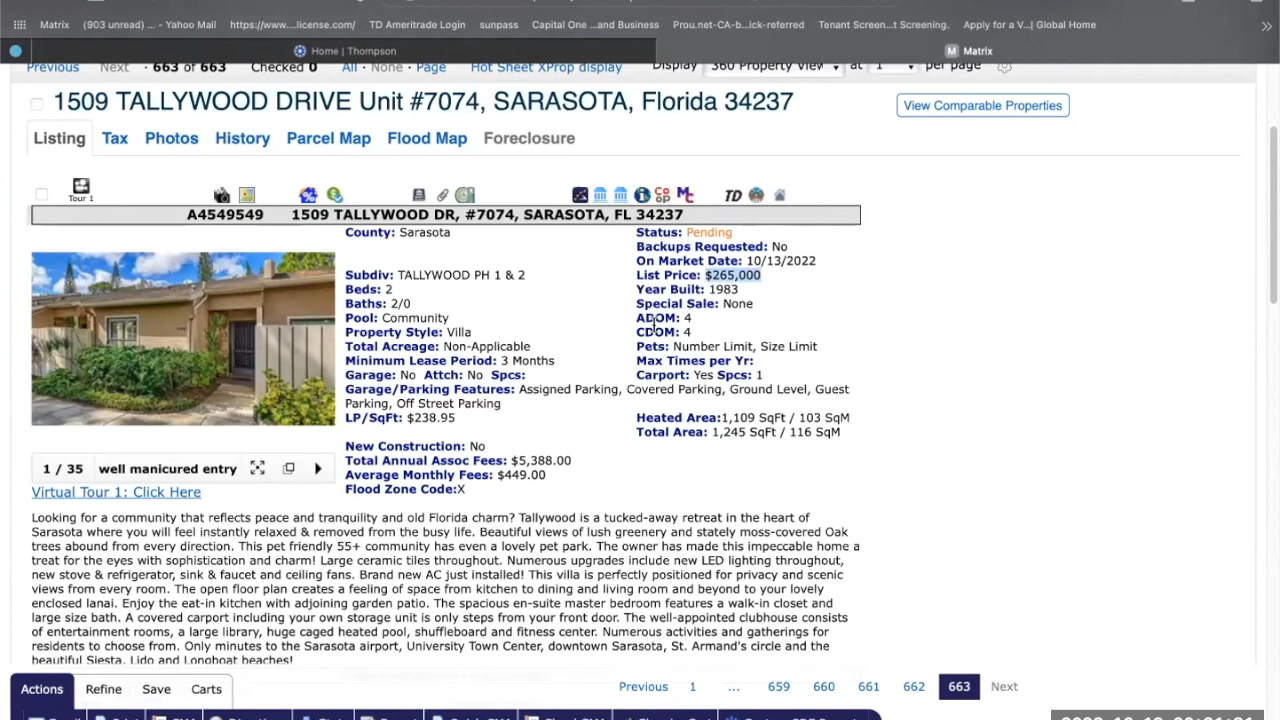 Matrix (903 unread) ... - Yahoo Mail https://www....license.com/ TD Ameritrade Login sunpass Capital One ...and Business Prou.net-CA-b...ick-referred Tenant Screen...t Screening. Apply for a V...| Global Home
Home | Thompson M Matrix
Previous Next · 663 of 663 Checked 0 All · None · Page Hot Sheet XProp display Display 360 Property View at 1 per page
1509 TALLYWOOD DRIVE Unit #7074, SARASOTA, Florida 34237 View Comparable Properties
Listing Tax Photos History Parcel Map Flood Map Foreclosure
Tour 1 Co op MC TD
A4549549 1509 TALLYWOOD DR, #7074, SARASOTA, FL 34237
County: Sarasota Status: Pending
Backups Requested: No
On Market Date: 10/13/2022
Subdiv: TALLYWOOD PH 1 & 2 List Price: $265,000
Beds: 2 Year Built: 1983
Baths: 2/0 Special Sale: None
Pool: Community ADOM: 4
Property Style: Villa CDOM: 4
Total Acreage: Non-Applicable Pets: Number Limit, Size Limit
Minimum Lease Period: 3 Months Max Times per Yr:
Garage: No Attch: No Spcs: Carport: Yes Spcs: 1
Garage/Parking Features: Assigned Parking, Covered Parking, Ground Level, Guest
Parking, Off Street Parking
LP/SqFt: $238.95 Heated Area:1,109 SqFt / 103 SqM
Total Area: 1,245 SqFt / 116 SqM
New Construction: No
Total Annual Assoc Fees: $5,388.00
1 / 35 well manicured entry
Average Monthly Fees: $449.00
Flood Zone Code:X
Virtual Tour 1: Click Here
Looking for a community that reflects peace and tranquility and old Florida charm? Tallywood is a tucked-away retreat in the heart of
Sarasota where you will feel instantly relaxed & removed from the busy life. Beautiful views of lush greenery and stately moss-covered Oak
trees abound from every direction. This pet friendly 55+ community has even a lovely pet park. The owner has made this impeccable home a
treat for the eyes with sophistication and charm! Large ceramic tiles throughout. Numerous upgrades include new LED lighting throughout,
new stove & refrigerator, sink & faucet and ceiling fans. Brand new AC just installed! This villa is perfectly positioned for privacy and scenic
views from every room. The open floor plan creates a feeling of space from kitchen to dining and living room and beyond to your lovely
enclosed lanai. Enjoy the eat-in kitchen with adjoining garden patio. The spacious en-suite master bedroom features a walk-in closet and
large size bath. A covered carport including your own storage unit is only steps from your front door. The well-appointed clubhouse consists
of entertainment rooms, a large library, huge caged heated pool, shuffleboard and fitness center. Numerous activities and gatherings for
residents to choose from. Only minutes to the Sarasota airport, University Town Center, downtown Sarasota, St. Armand's circle and the
beautiful Siesta, Lido and Longboat beaches!
Actions Refine Save Carts Previous 1 ... 659 660 661 662 663 Next